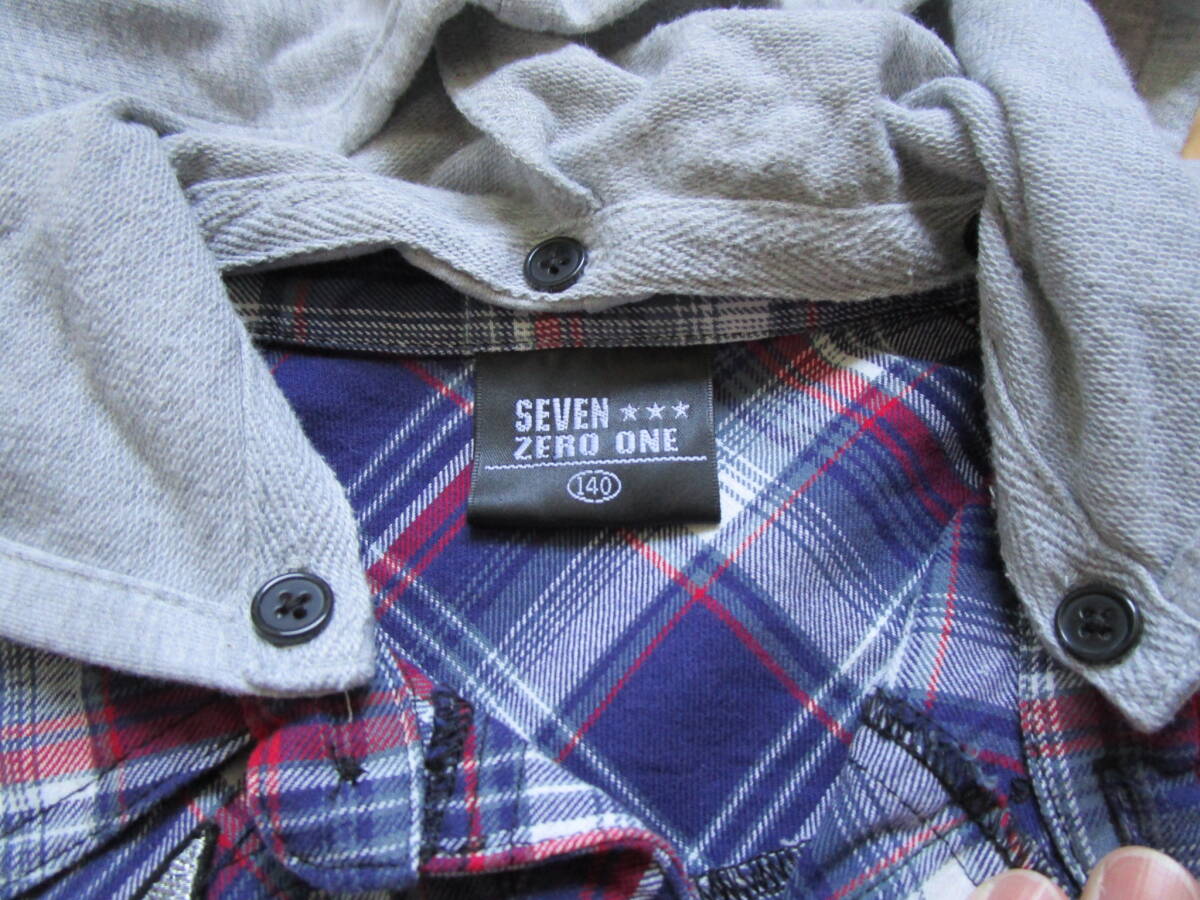 SEVEN ★★★
ZERO ONE
140